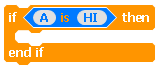 if A is HI then
end if